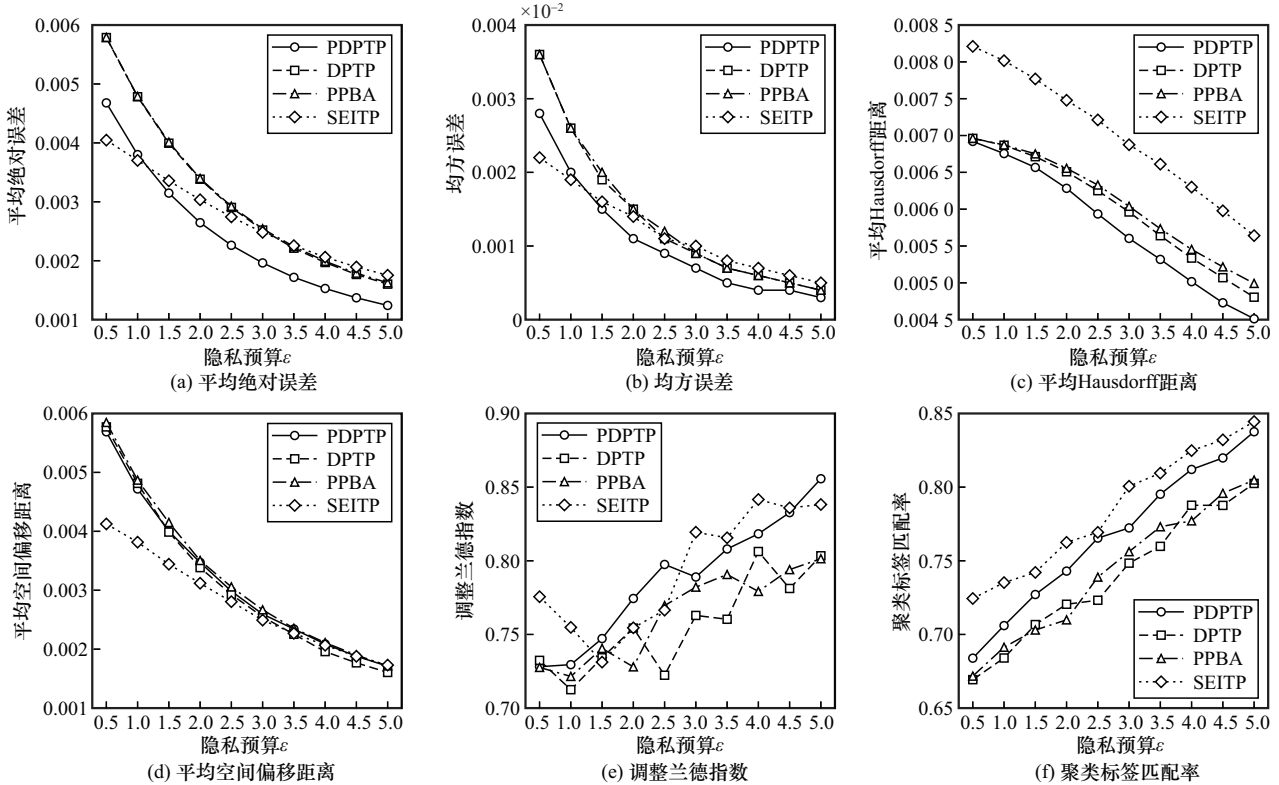 0.006
0.005
0.004
0.003
0.002
0.001
平均绝对误差
PDPTP
DPTP
PPBA
SEITP
0.5 1.0 1.5 2.0 2.5 3.0 3.5 4.0 4.5 5.0
隐私预算ε
(a) 平均绝对误差
×10⁻²
0.004
0.003
0.002
0.001
0
均方误差
PDPTP
DPTP
PPBA
SEITP
0.5 1.0 1.5 2.0 2.5 3.0 3.5 4.0 4.5 5.0
隐私预算ε
(b) 均方误差
0.008 5
0.008 0
0.007 5
0.007 0
0.006 5
0.006 0
0.005 5
0.005 0
0.004 5
平均Hausdorff距离
PDPTP
DPTP
PPBA
SEITP
0.5 1.0 1.5 2.0 2.5 3.0 3.5 4.0 4.5 5.0
隐私预算ε
(c) 平均Hausdorff距离
0.006
0.005
0.004
0.003
0.002
0.001
平均空间偏移距离
PDPTP
DPTP
PPBA
SEITP
0.5 1.0 1.5 2.0 2.5 3.0 3.5 4.0 4.5 5.0
隐私预算ε
(d) 平均空间偏移距离
0.90
0.85
0.80
0.75
0.70
调整兰德指数
PDPTP
DPTP
PPBA
SEITP
0.5 1.0 1.5 2.0 2.5 3.0 3.5 4.0 4.5 5.0
隐私预算ε
(e) 调整兰德指数
0.85
0.80
0.75
0.70
0.65
聚类标签匹配率
PDPTP
DPTP
PPBA
SEITP
0.5 1.0 1.5 2.0 2.5 3.0 3.5 4.0 4.5 5.0
隐私预算ε
(f) 聚类标签匹配率